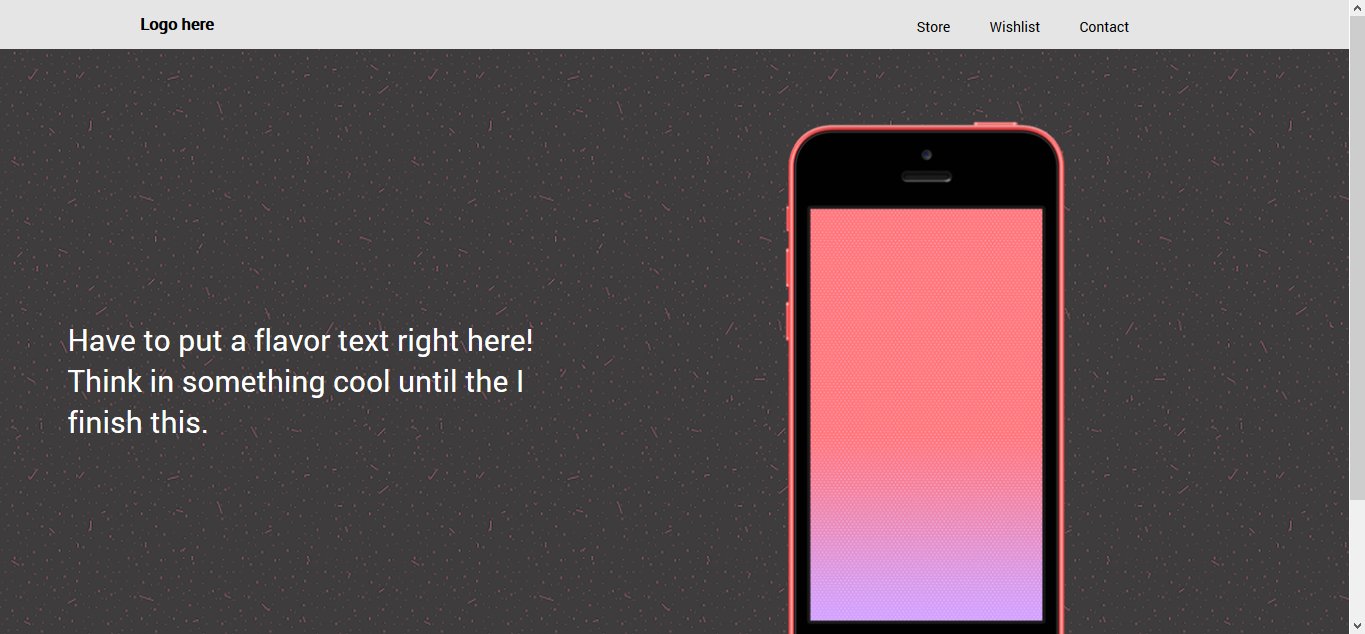 Logo here
Store
Wishlist
Contact
Have to put a flavor text right here!
Think in something cool until the I
finish this.